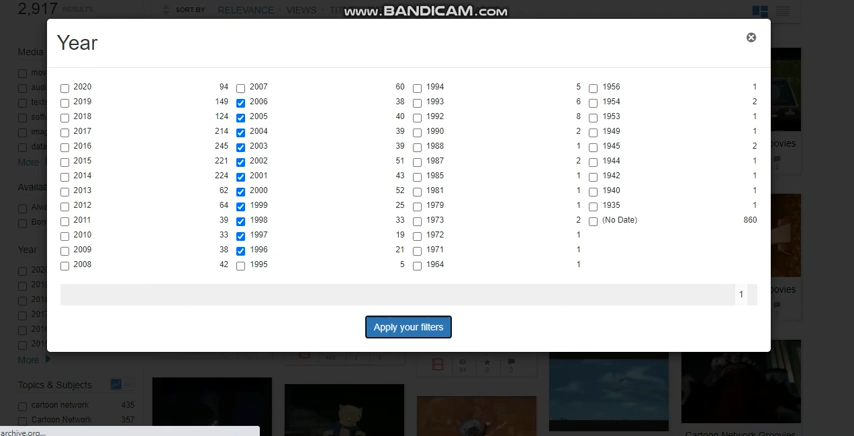 www.BANDICAM.com
2,917 RESULTS
SORT BY RELEVANCE VIEWS
Year
2020 94 2007 60 1994 5 1956 1
2019 149 2006 38 1993 6 1954 2
2018 124 2005 40 1992 8 1953 1
2017 214 2004 39 1990 2 1949 1
2016 245 2003 39 1988 1 1945 2
2015 221 2002 51 1987 2 1944 1
2014 224 2001 43 1985 1 1942 1
2013 62 2000 52 1981 1 1940 1
2012 64 1999 25 1979 1 1935 1
2011 39 1998 33 1973 2 (No Date) 860
2010 33 1997 19 1972 1
2009 38 1996 21 1971 1
2008 42 1995 5 1964 1
1
Apply your filters
Media
More
Year
More
Topics & Subjects
cartoon network 435
Cartoon Network 357
archive.org...